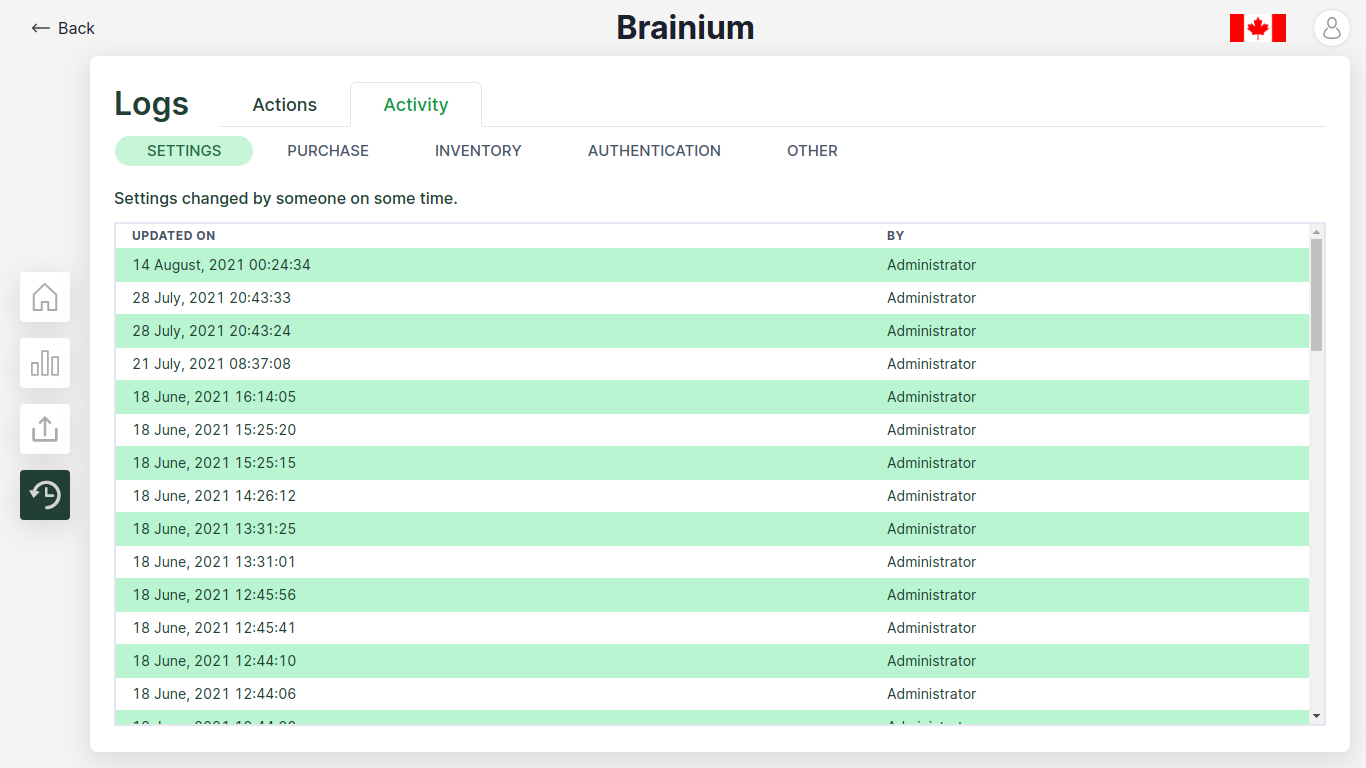 Back
Brainium
Logs Actions Activity
SETTINGS PURCHASE INVENTORY AUTHENTICATION OTHER
Settings changed by someone on some time.
UPDATED ON BY
14 August, 2021 00:24:34 Administrator
28 July, 2021 20:43:33 Administrator
28 July, 2021 20:43:24 Administrator
21 July, 2021 08:37:08 Administrator
18 June, 2021 16:14:05 Administrator
18 June, 2021 15:25:20 Administrator
18 June, 2021 15:25:15 Administrator
18 June, 2021 14:26:12 Administrator
18 June, 2021 13:31:25 Administrator
18 June, 2021 13:31:01 Administrator
18 June, 2021 12:45:56 Administrator
18 June, 2021 12:45:41 Administrator
18 June, 2021 12:44:10 Administrator
18 June, 2021 12:44:06 Administrator